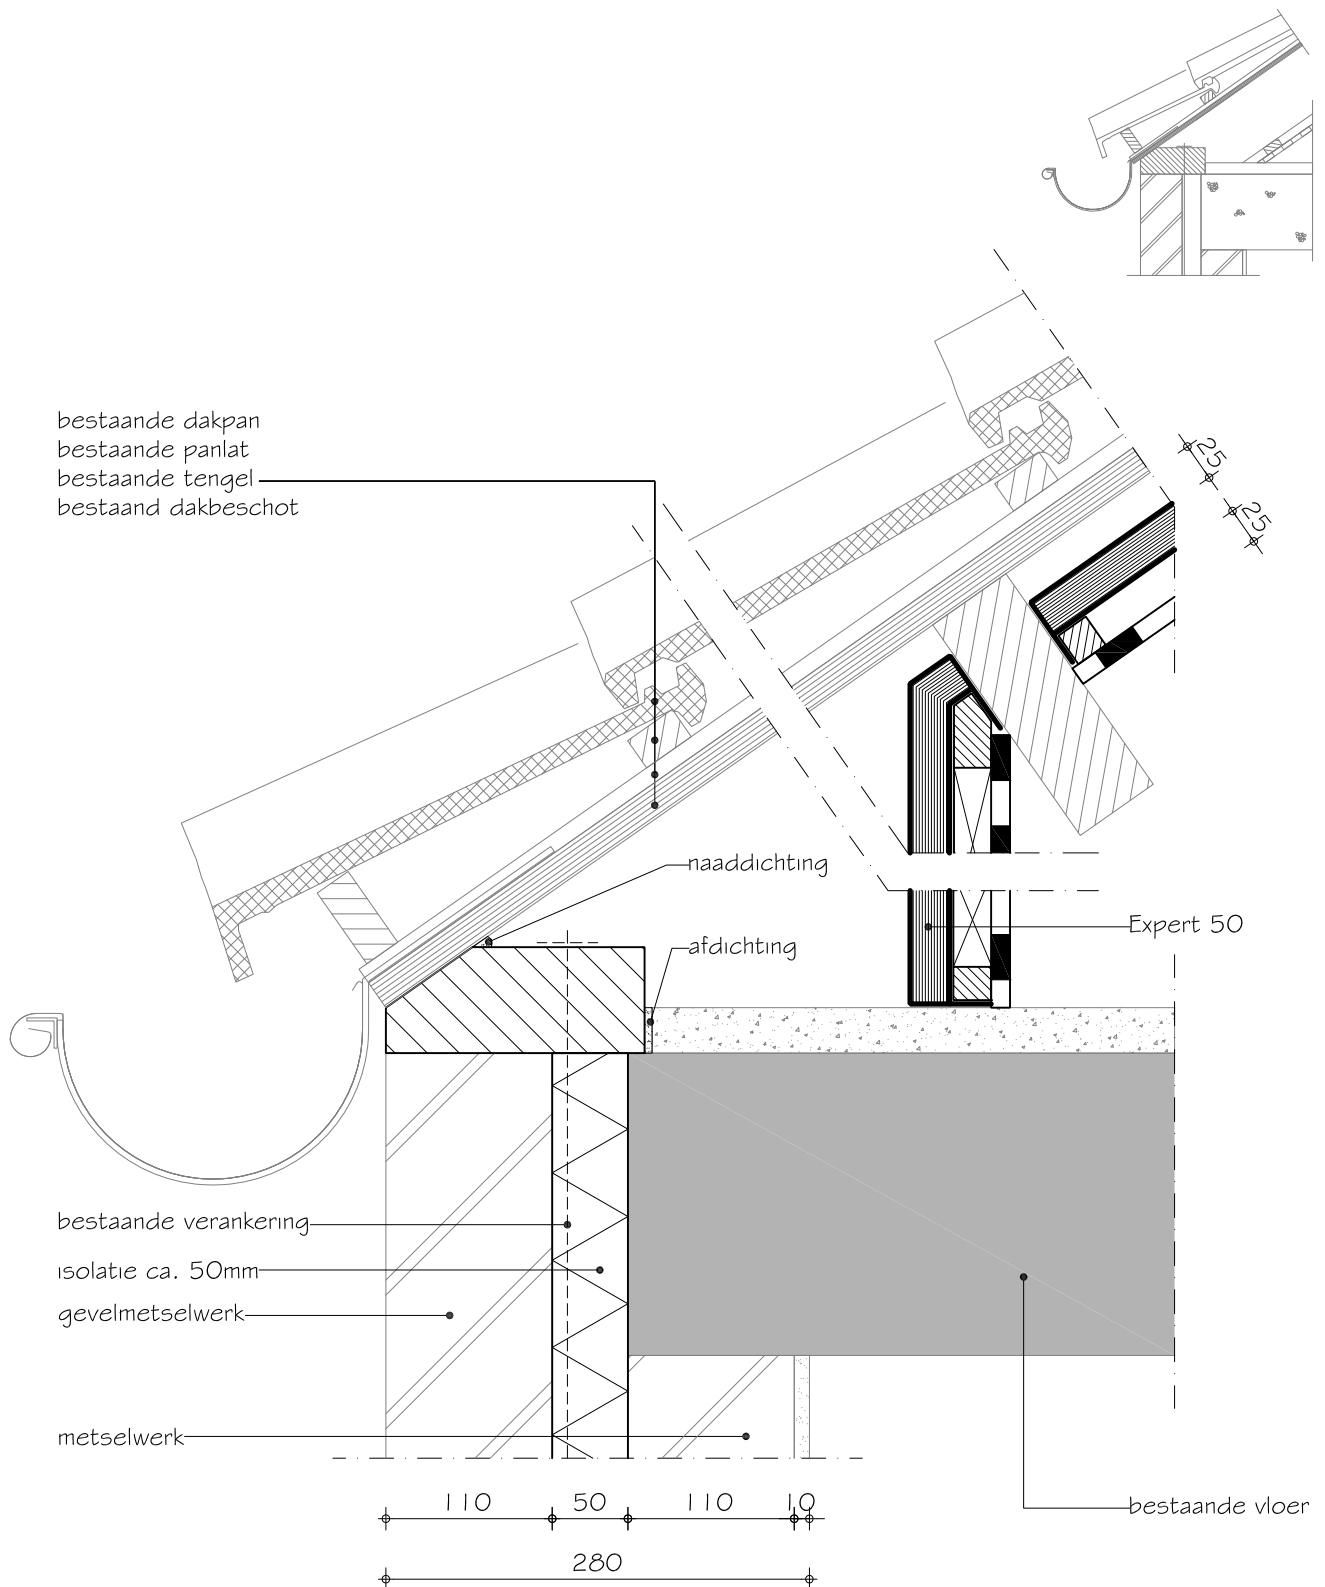 bestaande dakpan
bestaande panlat
bestaande tengel
bestaand dakbeschot
25
25
naaddichting
Expert 50
afdichting
bestaande verankering
isolatie ca. 50mm
gevelmetselwerk
metselwerk
110 50 110 10
bestaande vloer
280